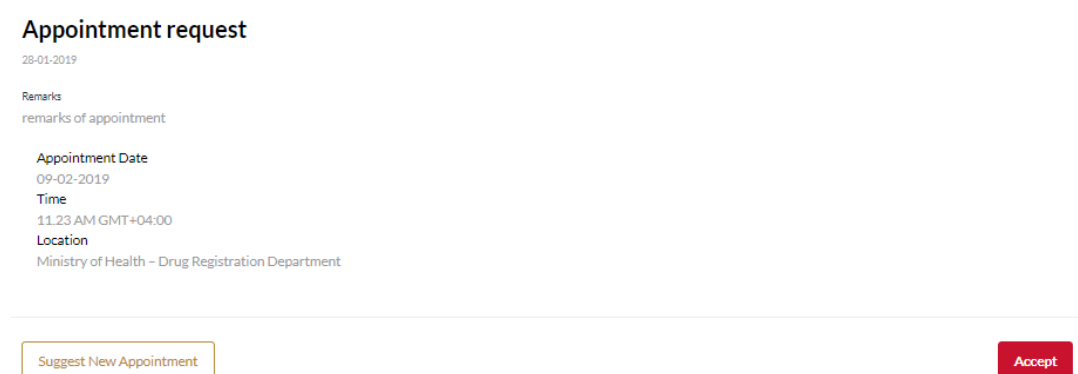 Appointment request
28-01-2019
Remarks
remarks of appointment
Appointment Date
09-02-2019
Time
11.23 AM GMT+04:00
Location
Ministry of Health – Drug Registration Department
Suggest New Appointment
Accept